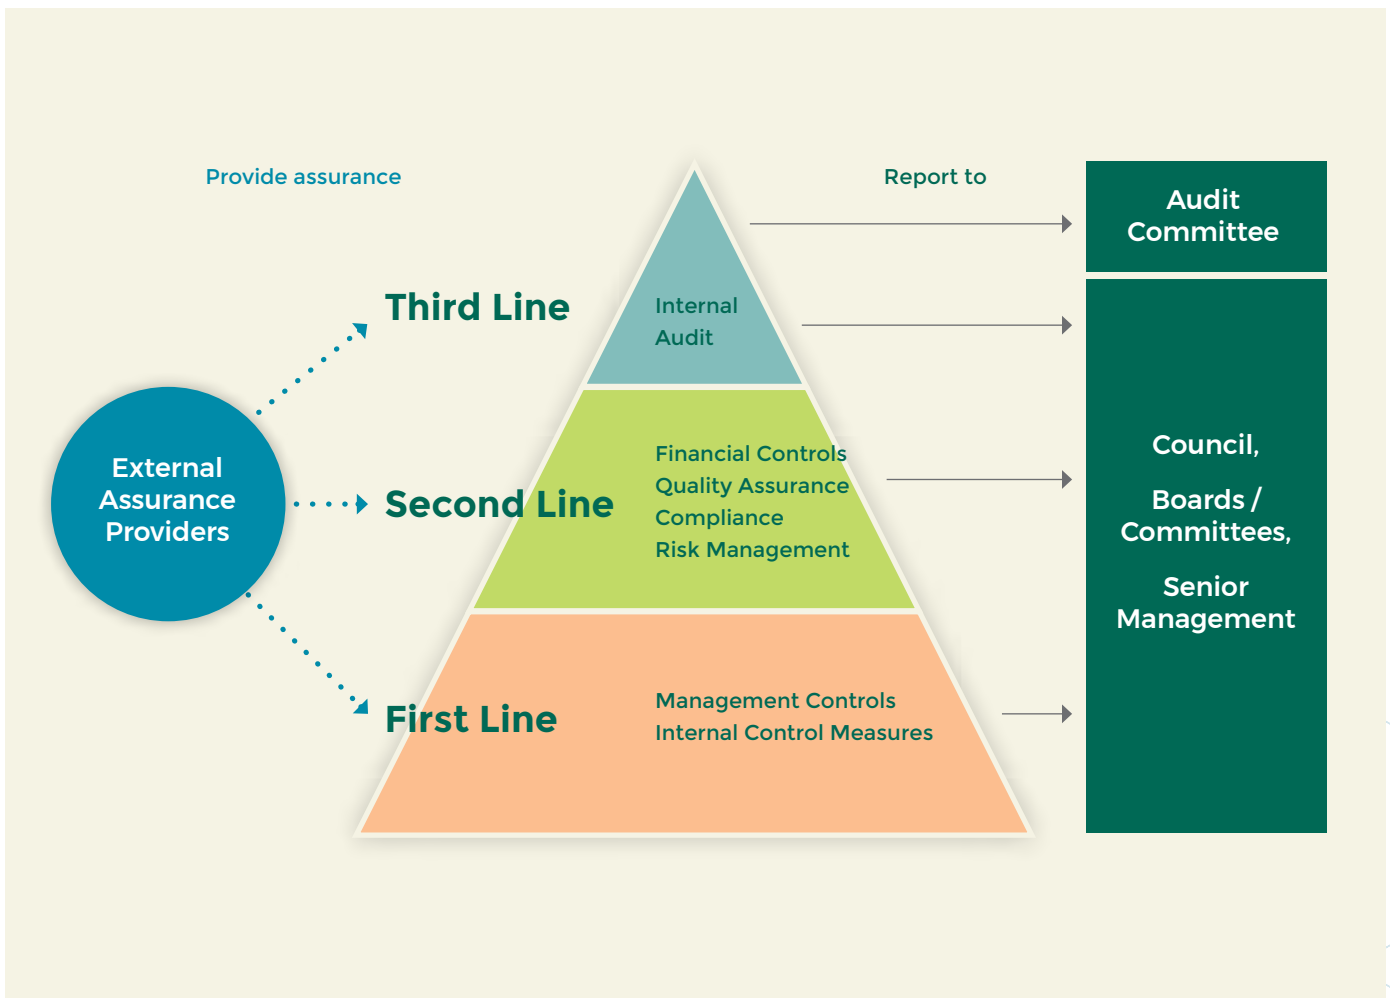 Provide assurance
Report to
Audit
Committee
Third Line
Internal
Audit
External
Assurance
Providers
Second Line
Financial Controls
Quality Assurance
Compliance
Risk Management
Council,
Boards /
Committees,
Senior
Management
First Line
Management Controls
Internal Control Measures